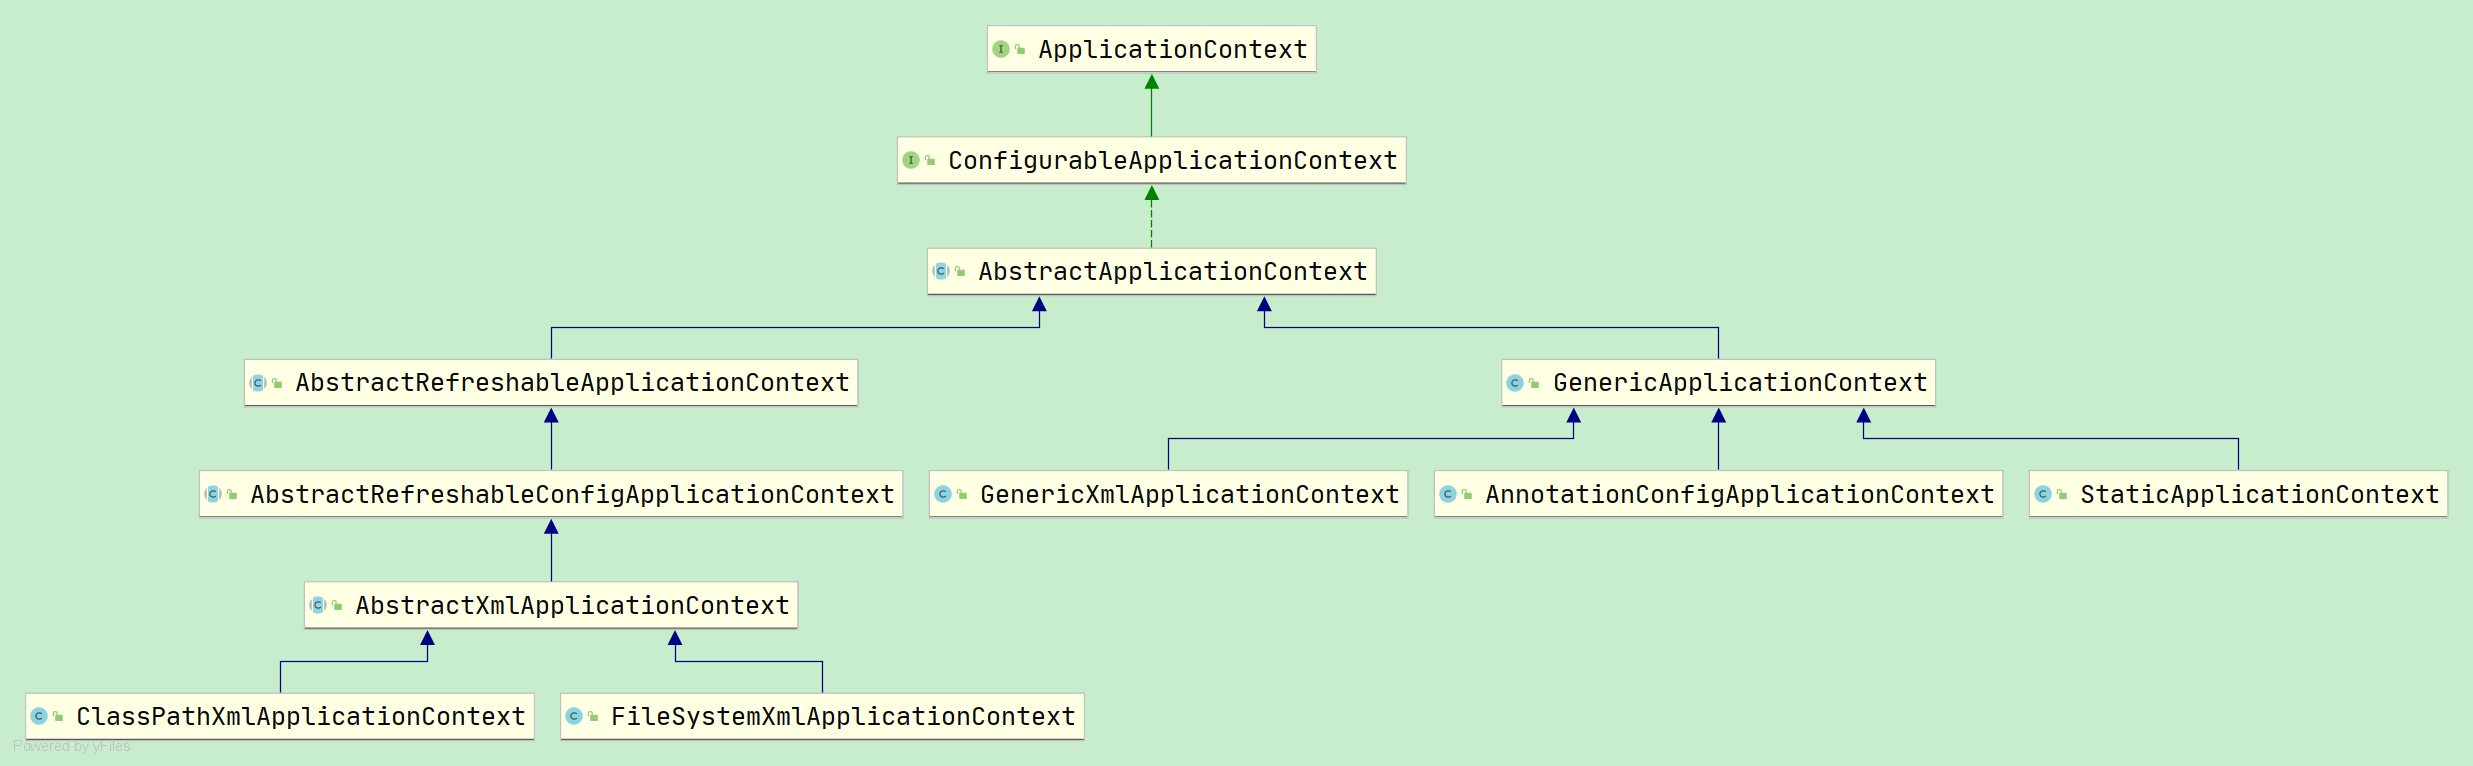 ApplicationContext
ConfigurableApplicationContext
AbstractApplicationContext
AbstractRefreshableApplicationContext
GenericApplicationContext
AbstractRefreshableConfigApplicationContext
GenericXmlApplicationContext
AnnotationConfigApplicationContext
StaticApplicationContext
AbstractXmlApplicationContext
ClassPathXmlApplicationContext
FileSystemXmlApplicationContext
Powered by yFiles